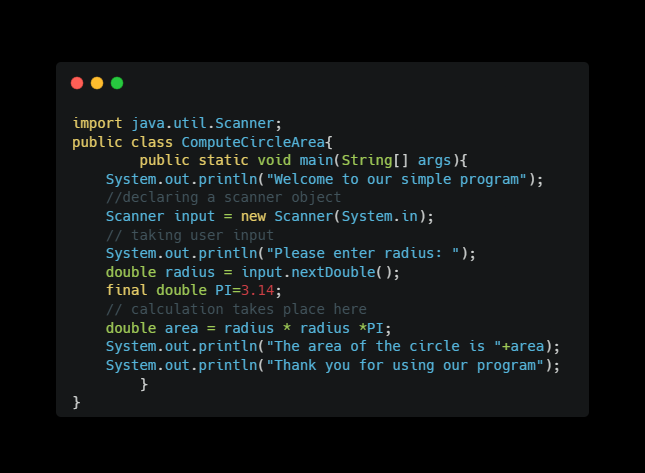 import java.util.Scanner;
public class ComputeCircleArea{
        public static void main(String[] args){
    System.out.println("Welcome to our simple program");
    //declaring a scanner object
    Scanner input = new Scanner(System.in);
    // taking user input
    System.out.println("Please enter radius: ");
    double radius = input.nextDouble();
    final double PI=3.14;
    // calculation takes place here
    double area = radius * radius *PI;
    System.out.println("The area of the circle is "+area);
    System.out.println("Thank you for using our program");
        }
}